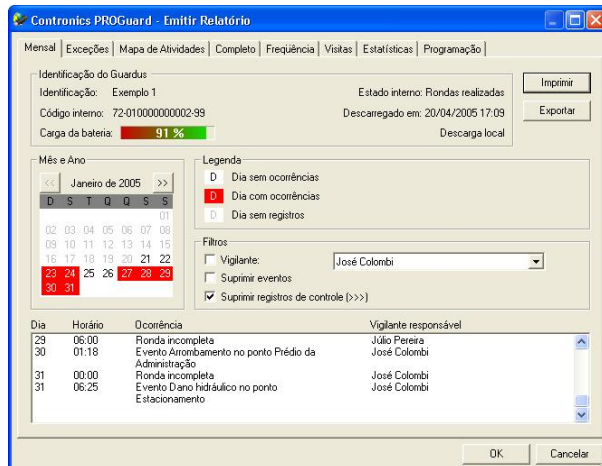 Contronics PROGuard - Emitir Relatório
Mensal Exceções Mapa de Atividades Completo Freqüência Visitas Estatísticas Programação
Identificação do Guardus
Identificação: Exemplo 1 Estado interno: Rondas realizadas
Imprimir
Código interno: 72-010000000002-99 Descarregado em: 20/04/2005 17:09
Exportar
Carga da bateria: 91 % Descarga local
Mês e Ano
<< Janeiro de 2005 >>
D S T Q Q S S
01
02 03 04 05 06 07 08
09 10 11 12 13 14 15
16 17 18 19 20 21 22
23 24 25 26 27 28 29
30 31
Legenda
D Dia sem ocorrências
D Dia com ocorrências
D Dia sem registros
Filtros
Vigilante: José Colombi
Suprimir eventos
Suprimir registros de controle (>>>)
Dia Horário Ocorrência Vigilante responsável
29 06:00 Ronda incompleta Júlio Pereira
30 01:18 Evento Arrombamento no ponto Prédio da José Colombi
Administração
31 00:00 Ronda incompleta José Colombi
31 06:25 Evento Dano hidráulico no ponto José Colombi
Estacionamento
OK Cancelar